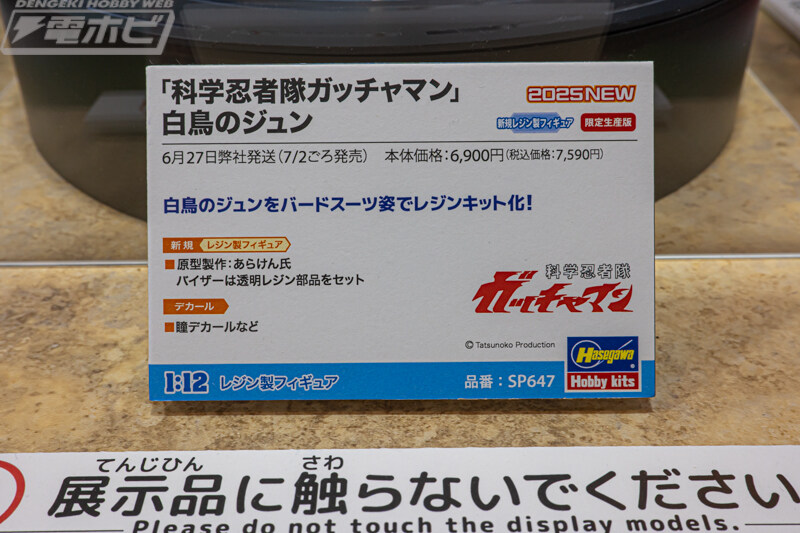 DENGEKI HOBBY WEB
電ホビ
「科学忍者隊ガッチャマン」
白鳥のジュン
2025 NEW
新規レジン製フィギュア
限定生産版
6月27日弊社発送（7/2ごろ発売） 本体価格：6,900円（税込価格：7,590円）
白鳥のジュンをバードスーツ姿でレジンキット化！
新規 レジン製フィギュア
■原型製作：あらけん氏
バイザーは透明レジン部品をセット
デカール
■瞳デカールなど
科学忍者隊
ガッチャマン
© Tatsunoko Production
1:12 レジン製フィギュア
品番：SP647
Hasegawa
Hobby kits
てんじひん さわ
展示品に触らないでください
Please do not touch the display models.